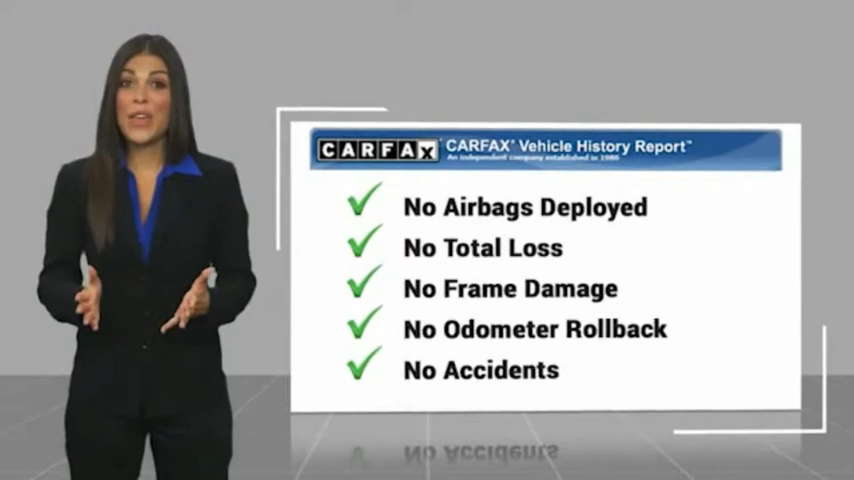 CARFAX CARFAX® Vehicle History Report™
An independent company established in 1986
No Airbags Deployed
No Total Loss
No Frame Damage
No Odometer Rollback
No Accidents
No Accidents